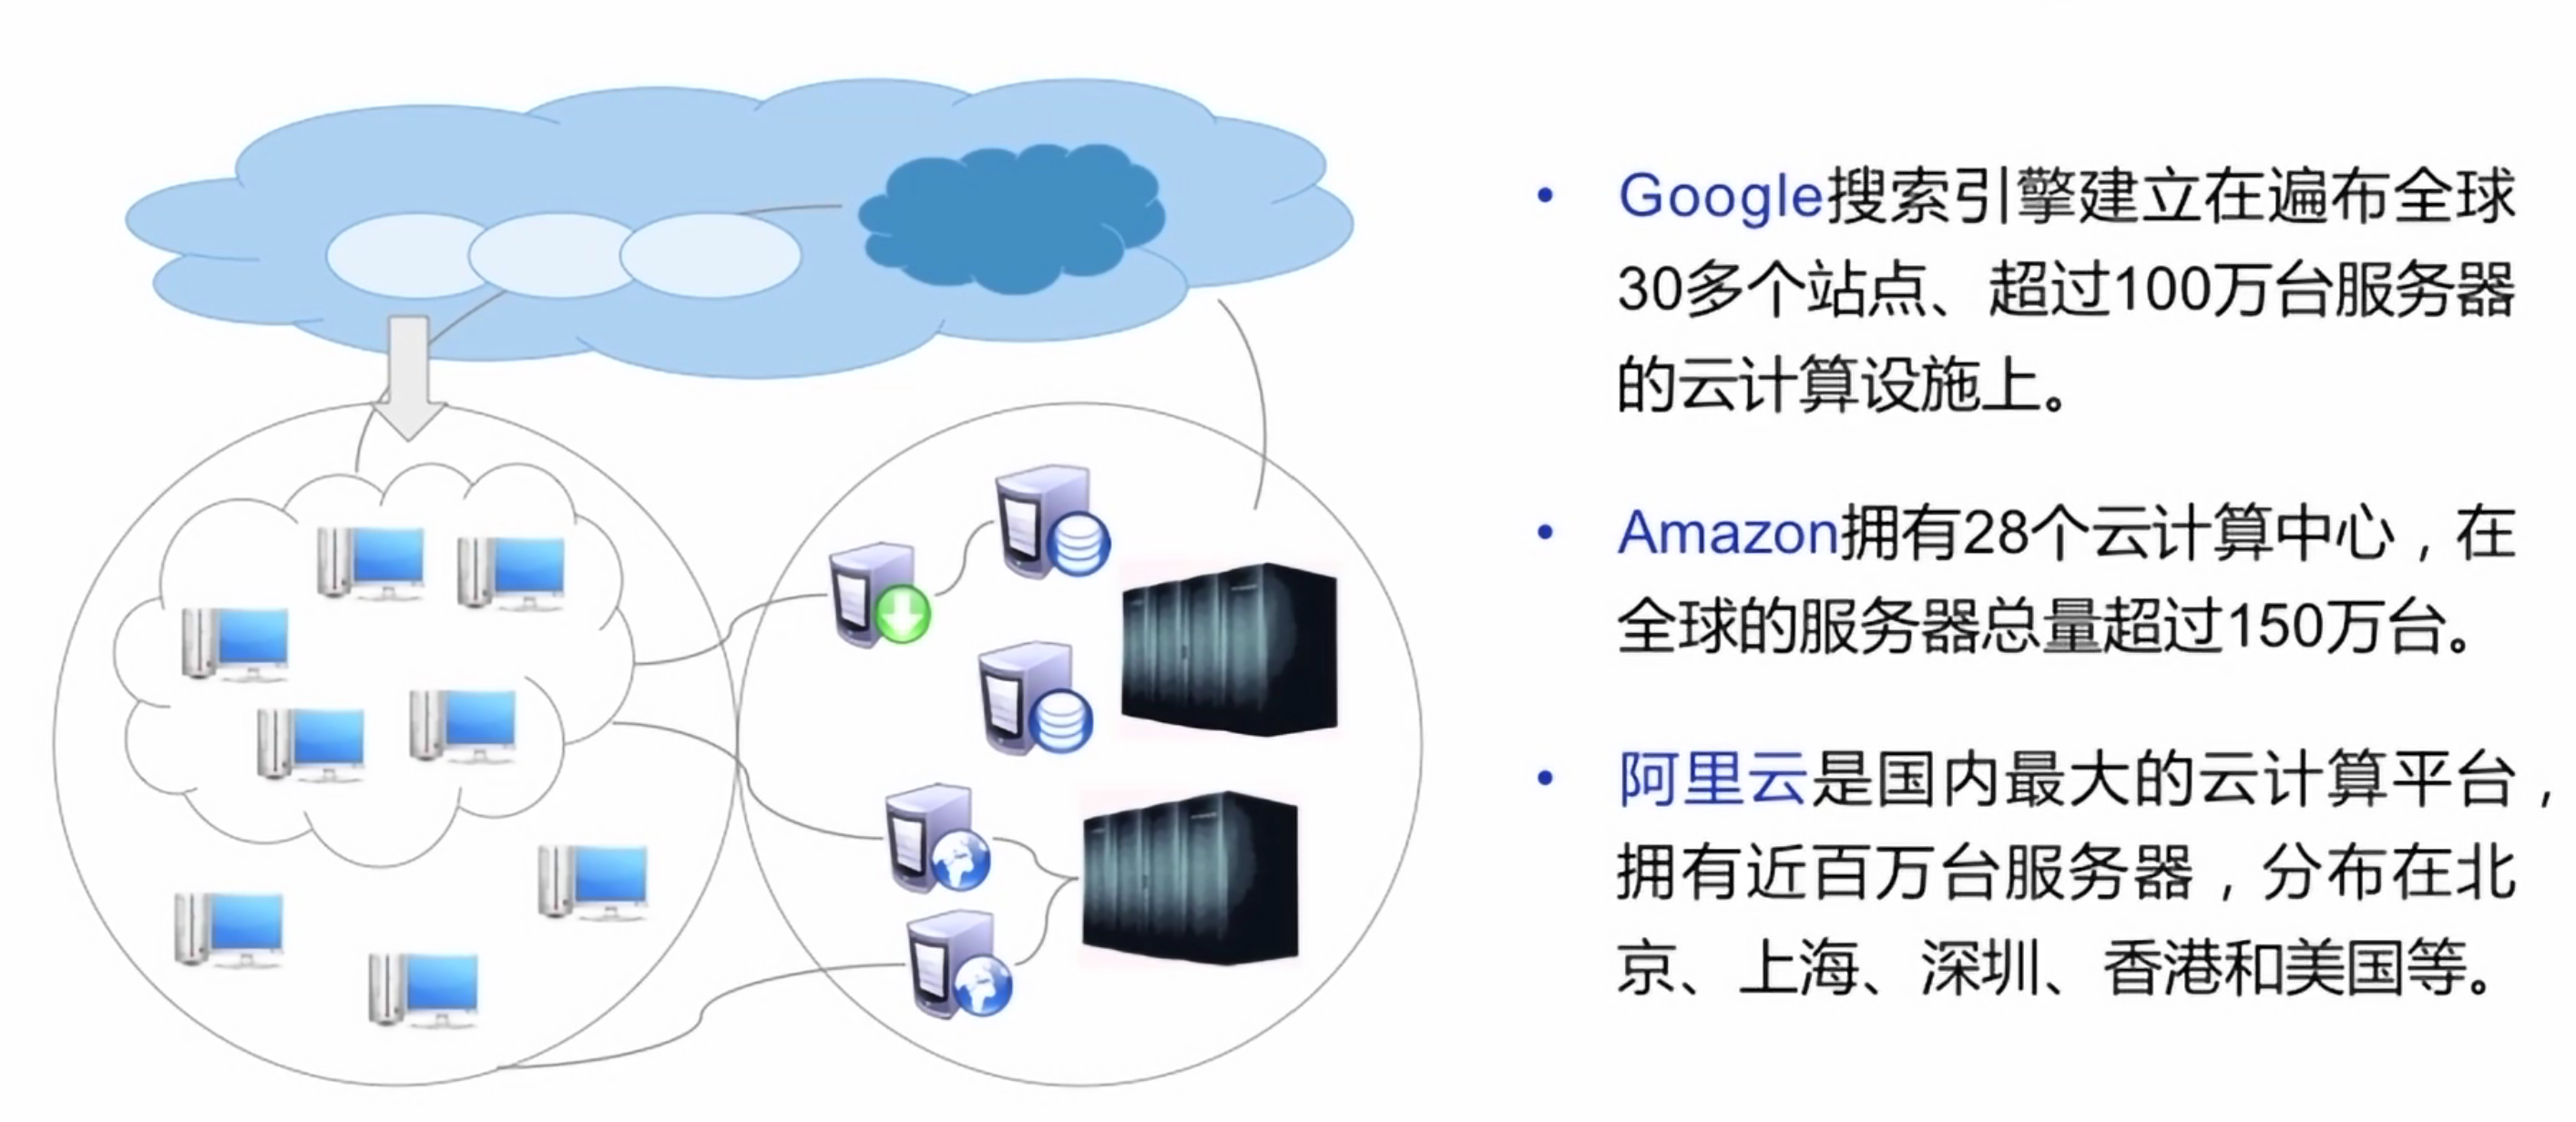 • Google搜索引擎建立在遍布全球
30多个站点、超过100万台服务器
的云计算设施上。
• Amazon拥有28个云计算中心，在
全球的服务器总量超过150万台。
• 阿里云是国内最大的云计算平台，
拥有近百万台服务器，分布在北
京、上海、深圳、香港和美国等。